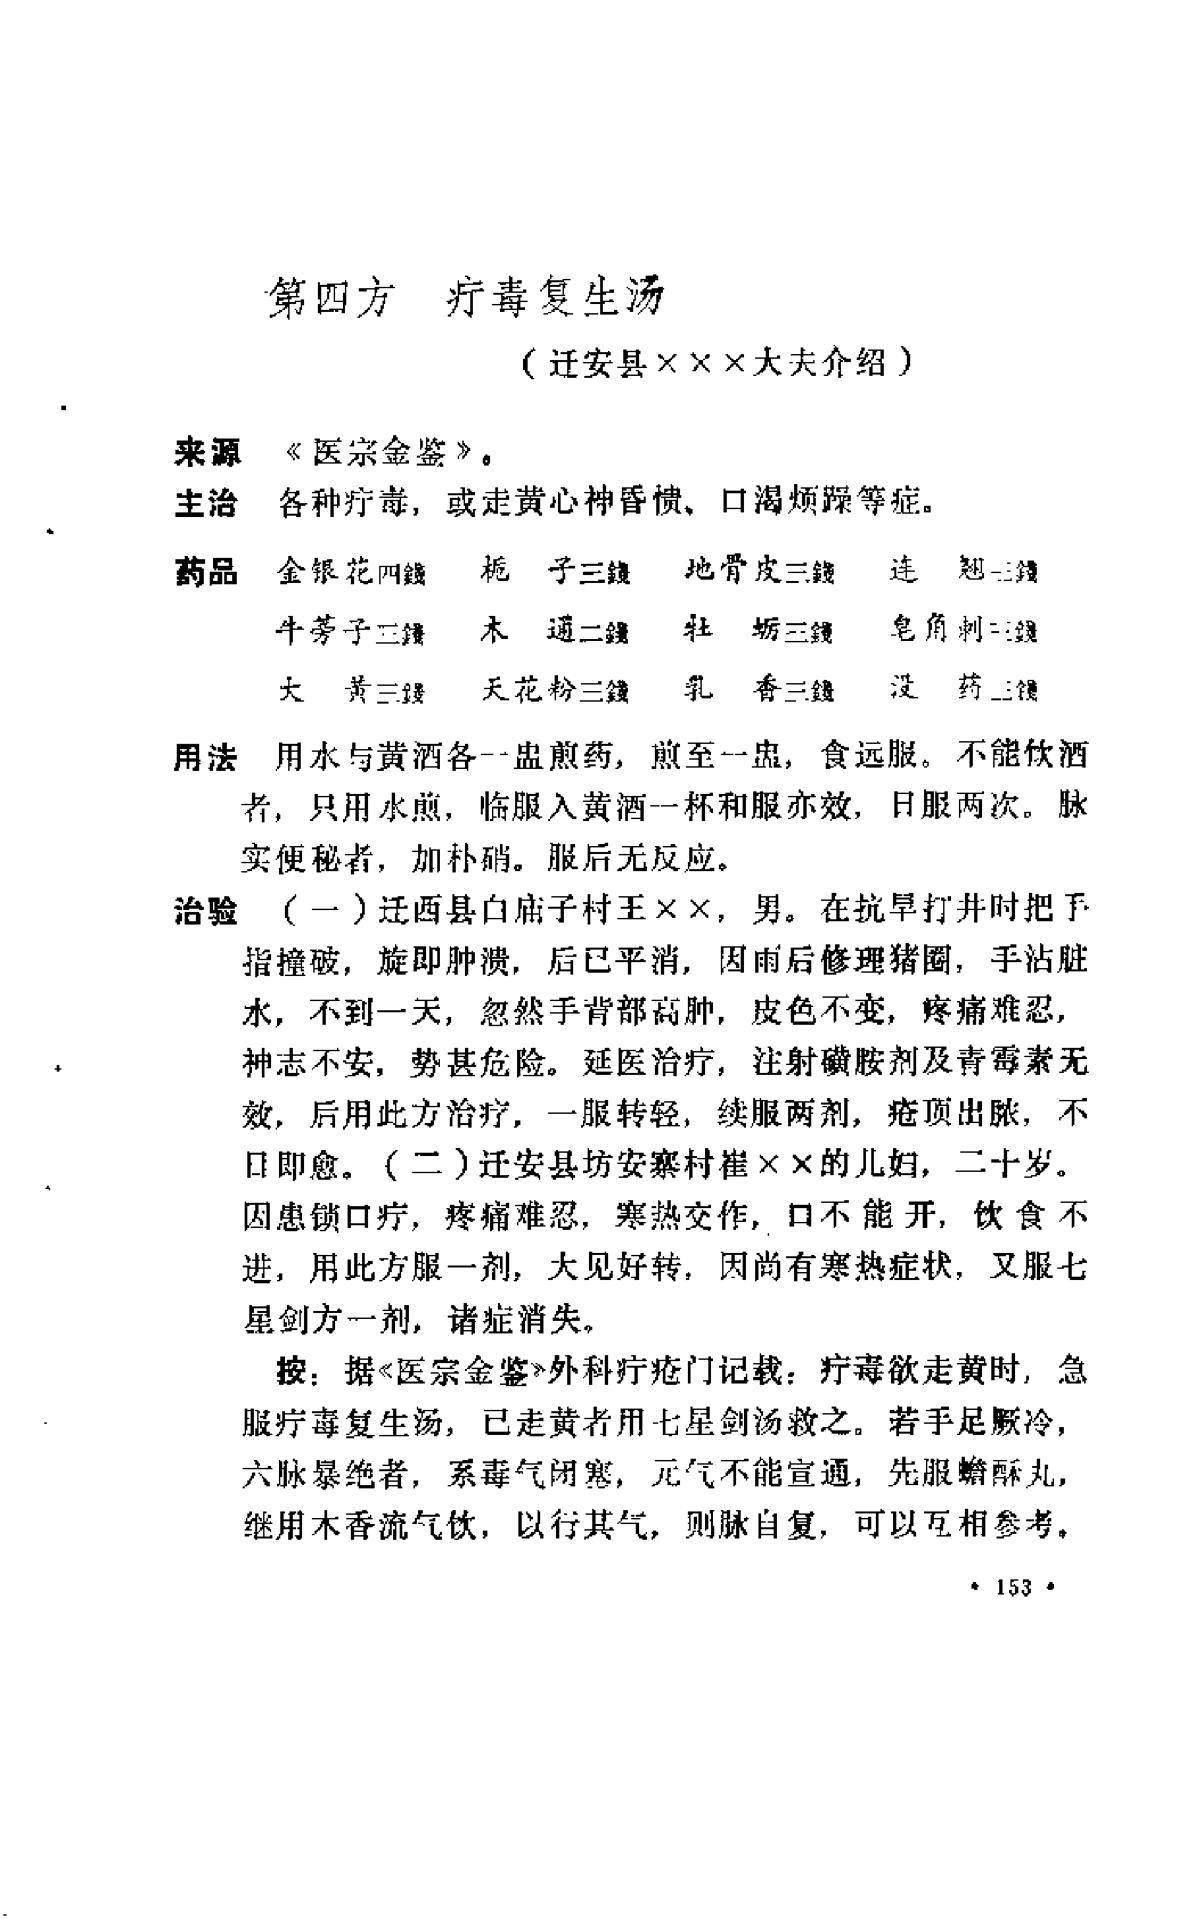 第四方　疔毒复生汤
（迁安县×××大夫介绍）
来源　《医宗金鉴》。
主治　各种疔毒，或走黄心神昏愦、口渴烦躁等症。
药品　金银花四錢　栀　子三錢　地骨皮三錢　连　翘三錢
牛蒡子三錢　木　通二錢　牡　蛎三錢　皂角刺三錢
大　黄三錢　天花粉三錢　乳　香三錢　没　药三錢
用法　用水与黄酒各一盅煎药，煎至一盅，食远服。不能饮酒
者，只用水煎，临服入黄酒一杯和服亦效，日服两次。脉
实便秘者，加朴硝。服后无反应。
治验　（一）迁西县白庙子村王××，男。在抗旱打井时把手
指撞破，旋即肿溃，后已平消，因雨后修理猪圈，手沾脏
水，不到一天，忽然手背部高肿，皮色不变，疼痛难忍，
神志不安，势甚危险。延医治疗，注射磺胺剂及青霉素无
效，后用此方治疗，一服转轻，续服两剂，疮顶出脓，不
日即愈。（二）迁安县坊安寨村崔××的儿妇，二十岁。
因患锁口疔，疼痛难忍，寒热交作，口不能开，饮食不
进，用此方服一剂，大见好转，因尚有寒热症状，又服七
星剑方一剂，诸症消失。
按：据《医宗金鉴》外科疔疮门记载：疔毒欲走黄时，急
服疔毒复生汤，已走黄者用七星剑汤救之。若手足厥冷，
六脉暴绝者，系毒气闭塞，元气不能宣通，先服蟾酥丸，
继用木香流气饮，以行其气，则脉自复，可以互相参考。
• 153 •